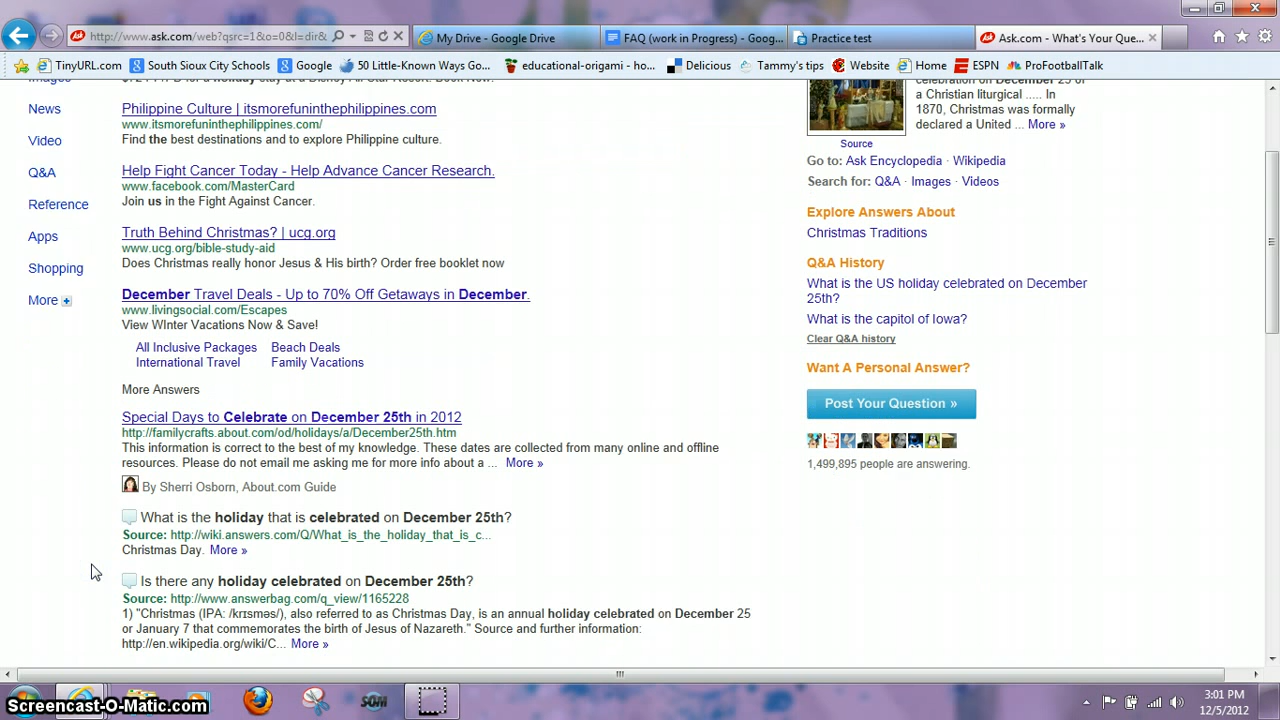 http://www.ask.com/web?qsrc=1&o=0&l=dir&
My Drive - Google Drive
FAQ (work in Progress) - Goog...
Practice test
Ask.com - What's Your Que...
TinyURL.com
South Sioux City Schools
Google
50 Little-Known Ways Go...
educational-origami - ho...
Delicious
Tammy's tips
Website
Home
ESPN
ProFootballTalk
News
Video
Q&A
Reference
Apps
Shopping
More
Philippine Culture | itsmorefuninthephilippines.com
www.itsmorefuninthephilippines.com/
Find the best destinations and to explore Philippine culture.
Help Fight Cancer Today - Help Advance Cancer Research.
www.facebook.com/MasterCard
Join us in the Fight Against Cancer.
Truth Behind Christmas? | ucg.org
www.ucg.org/bible-study-aid
Does Christmas really honor Jesus & His birth? Order free booklet now
December Travel Deals - Up to 70% Off Getaways in December.
www.livingsocial.com/Escapes
View WInter Vacations Now & Save!
All Inclusive Packages Beach Deals
International Travel Family Vacations
More Answers
Special Days to Celebrate on December 25th in 2012
http://familycrafts.about.com/od/holidays/a/December25th.htm
This information is correct to the best of my knowledge. These dates are collected from many online and offline
resources. Please do not email me asking me for more info about a ... More »
By Sherri Osborn, About.com Guide
What is the holiday that is celebrated on December 25th?
Source: http://wiki.answers.com/Q/What_is_the_holiday_that_is_c...
Christmas Day. More »
Is there any holiday celebrated on December 25th?
Source: http://www.answerbag.com/q_view/1165228
1) "Christmas (IPA: /krɪsməs/), also referred to as Christmas Day, is an annual holiday celebrated on December 25
or January 7 that commemorates the birth of Jesus of Nazareth." Source and further information:
http://en.wikipedia.org/wiki/C... More »
a Christian liturgical ..... In
1870, Christmas was formally
declared a United ... More »
Source
Go to: Ask Encyclopedia · Wikipedia
Search for: Q&A · Images · Videos
Explore Answers About
Christmas Traditions
Q&A History
What is the US holiday celebrated on December
25th?
What is the capitol of Iowa?
Clear Q&A history
Want A Personal Answer?
Post Your Question »
1,499,895 people are answering.
Screencast-O-Matic.com
SOM
3:01 PM
12/5/2012